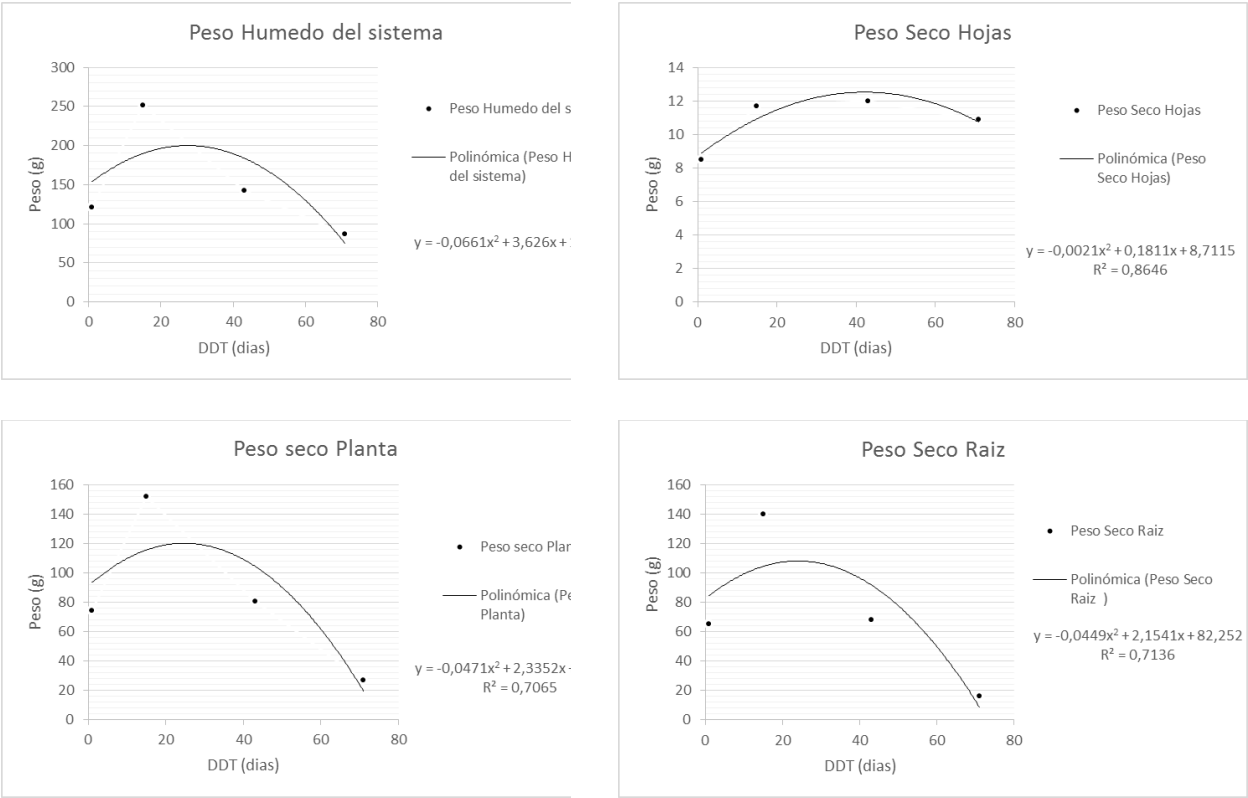 Peso Humedo del sistema
300
250
200
150
100
50
0
Peso (g)
0 20 40 60 80
DDT (dias)
Peso Humedo del s
Polinómica (Peso H
del sistema)
y = -0,0661x² + 3,626x +
Peso Seco Hojas
14
12
10
8
6
4
2
0
Peso (g)
0 20 40 60 80
DDT (dias)
Peso Seco Hojas
Polinómica (Peso
Seco Hojas)
y = -0,0021x² + 0,1811x + 8,7115
R² = 0,8646
Peso seco Planta
160
140
120
100
80
60
40
20
0
Peso (g)
0 20 40 60 80
DDT (dias)
Peso seco Plan
Polinómica (Pe
Planta)
y = -0,0471x² + 2,3352x
R² = 0,7065
Peso Seco Raiz
160
140
120
100
80
60
40
20
0
Peso (g)
0 20 40 60 80
DDT (dias)
Peso Seco Raiz
Polinómica (Peso Seco
Raiz )
y = -0,0449x² + 2,1541x + 82,252
R² = 0,7136